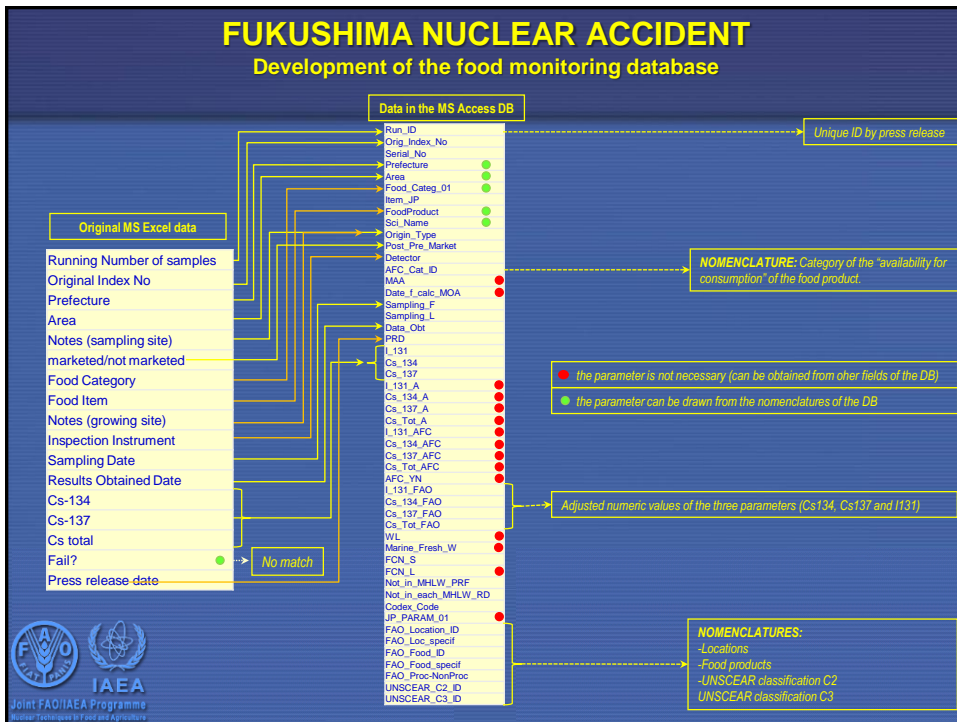 FUKUSHIMA NUCLEAR ACCIDENT
Development of the food monitoring database
Original MS Excel data
Running Number of samples
Original Index No
Prefecture
Area
Notes (sampling site)
marketed/not marketed
Food Category
Food Item
Notes (growing site)
Inspection Instrument
Sampling Date
Results Obtained Date
Cs-134
Cs-137
Cs total
Fail?
Press release date
No match
Data in the MS Access DB
Run_ID
Orig_Index_No
Serial_No
Prefecture
Area
Food_Categ_01
Item_JP
FoodProduct
Sci_Name
Origin_Type
Post_Pre_Market
Detector
AFC_Cat_ID
MAA
Date_f_calc_MOA
Sampling_F
Sampling_L
Data_Obt
PRD
I_131
Cs_134
Cs_137
I_131_A
Cs_134_A
Cs_137_A
Cs_Tot_A
I_131_AFC
Cs_134_AFC
Cs_137_AFC
Cs_Tot_AFC
AFC_YN
I_131_FAO
Cs_134_FAO
Cs_137_FAO
Cs_Tot_FAO
WL
Marine_Fresh_W
FCN_S
FCN_L
Not_in_MHLW_PRF
Not_in_each_MHLW_RD
Codex_Code
JP_PARAM_01
FAO_Location_ID
FAO_Loc_specif
FAO_Food_ID
FAO_Food_specif
FAO_Proc-NonProc
UNSCEAR_C2_ID
UNSCEAR_C3_ID
Unique ID by press release
NOMENCLATURE: Category of the “availability for
consumption” of the food product.
the parameter is not necessary (can be obtained from oher fields of the DB)
the parameter can be drawn from the nomenclatures of the DB
Adjusted numeric values of the three parameters (Cs134, Cs137 and I131)
NOMENCLATURES:
-Locations
-Food products
-UNSCEAR classification C2
UNSCEAR classification C3
F A O
FIAT PANIS
IAEA
Joint FAO/IAEA Programme
Nuclear Techniques in Food and Agriculture